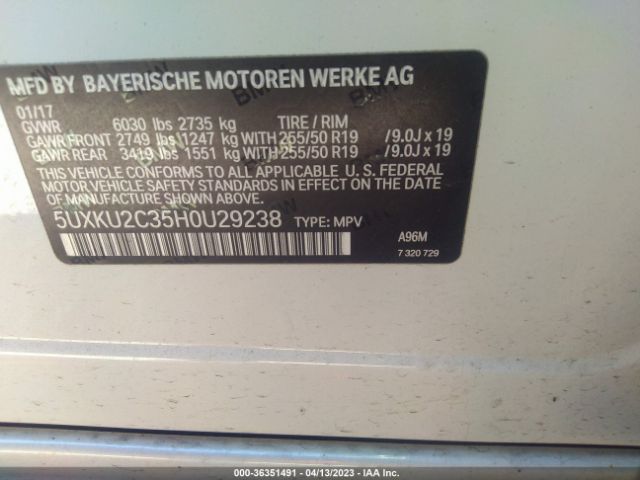 MFD BY BAYERISCHE MOTOREN WERKE AG
01/17
GVWR 6030 lbs 2735 kg TIRE / RIM
GAWR FRONT 2749 lbs 1247 kg WITH 255/50 R19 / 9.0J x 19
GAWR REAR 3419 lbs 1551 kg WITH 255/50 R19 / 9.0J x 19
THIS VEHICLE CONFORMS TO ALL APPLICABLE U. S. FEDERAL
MOTOR VEHICLE SAFETY STANDARDS IN EFFECT ON THE DATE
OF MANUFACTURE SHOWN ABOVE.
5UXKU2C35H0U29238 TYPE: MPV
A96M
7 320 729
Copart - 36351491 - 04/13/2023 - IAA Inc.